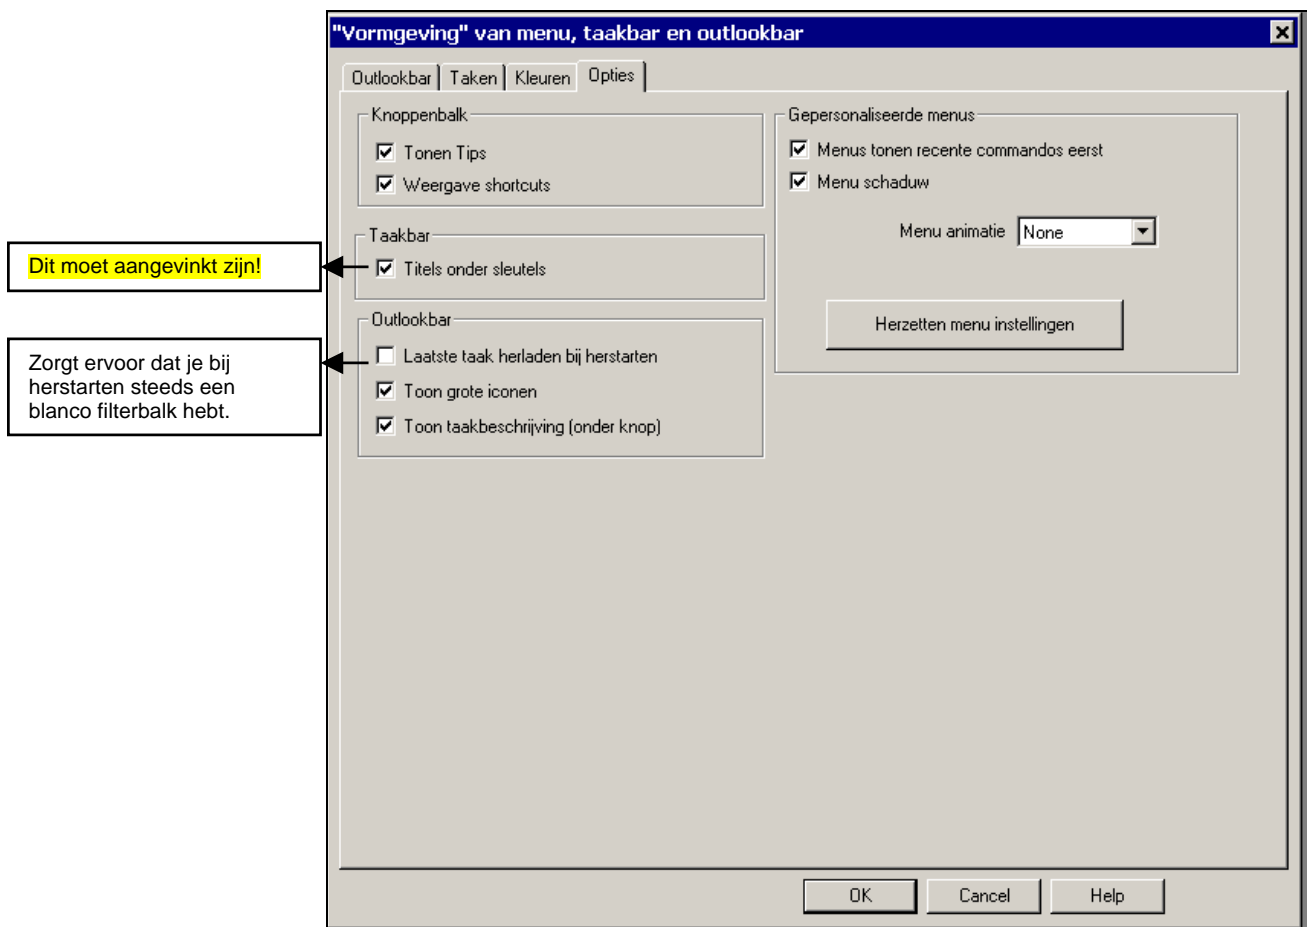 "Vormgeving" van menu, taakbar en outlookbar
Outlookbar Taken Kleuren Opties
Knoppenbalk
Tonen Tips
Weergave shortcuts
Taakbar
Titels onder sleutels
Outlookbar
Laatste taak herladen bij herstarten
Toon grote iconen
Toon taakbeschrijving (onder knop)
Gepersonaliseerde menus
Menus tonen recente commandos eerst
Menu schaduw
Menu animatie None
Herzetten menu instellingen
Dit moet aangevinkt zijn!
Zorgt ervoor dat je bij
herstarten steeds een
blanco filterbalk hebt.
OK Cancel Help